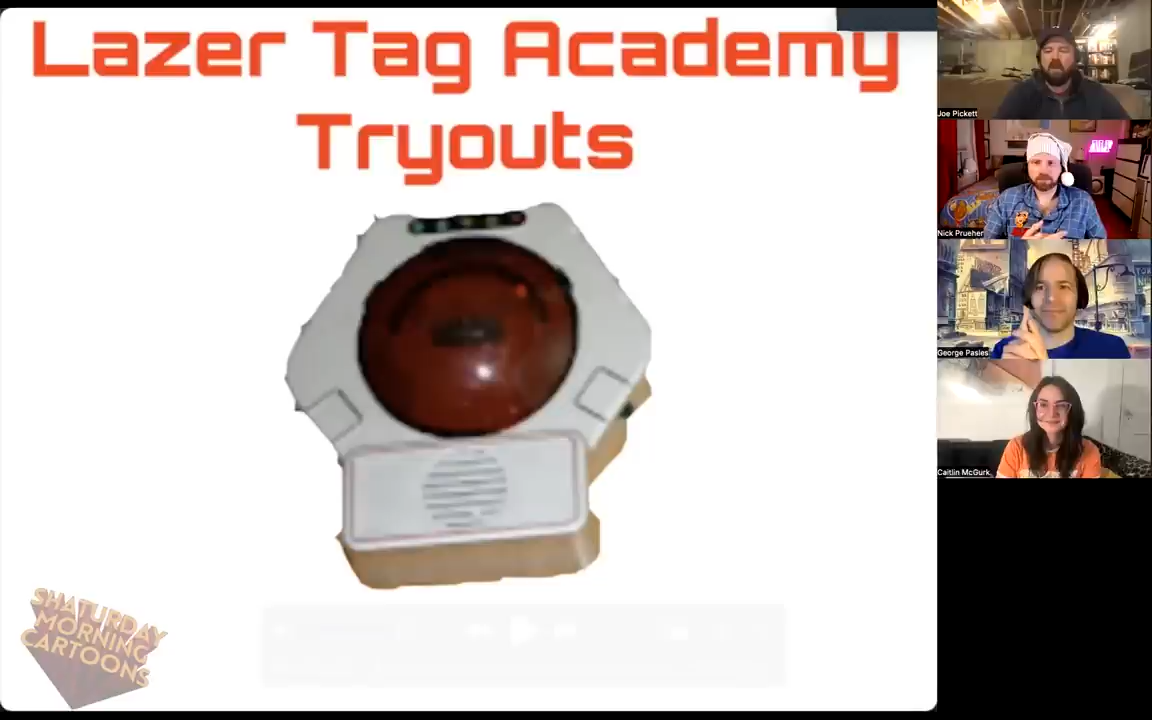 Lazer Tag Academy
Tryouts
SHATURDAY
MORNING
CARTOONS
Joe Pickett
Nick Prueher
George Pasles
Caitlin McGurk